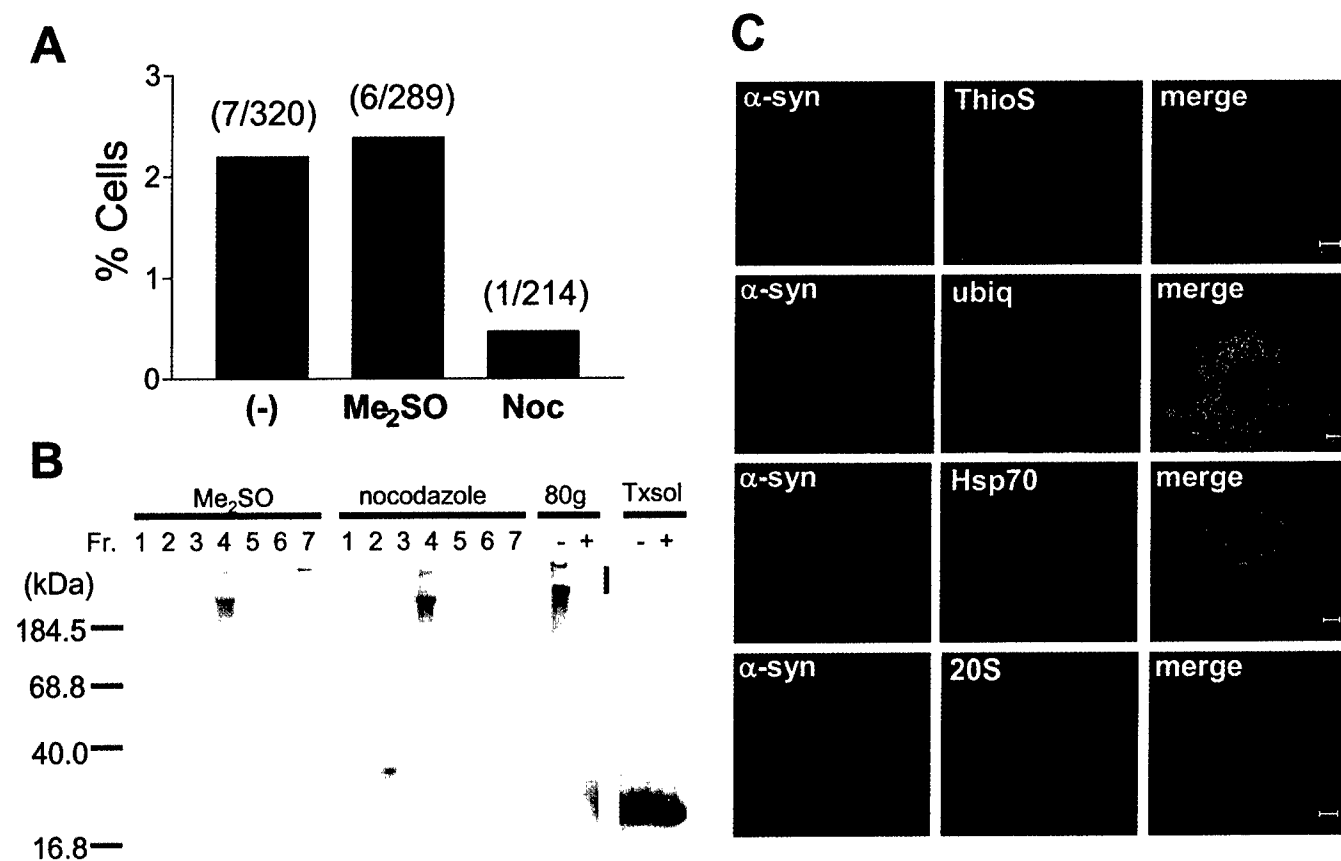 A
3
2
1
0
% Cells
(7/320)
(6/289)
(1/214)
(-)
Me₂SO
Noc
B
Me₂SO nocodazole 80g Txsol
Fr. 1 2 3 4 5 6 7 1 2 3 4 5 6 7 - + - +
(kDa)
184.5
68.8
40.0
16.8
C
α-syn ThioS merge
α-syn ubiq merge
α-syn Hsp70 merge
α-syn 20S merge